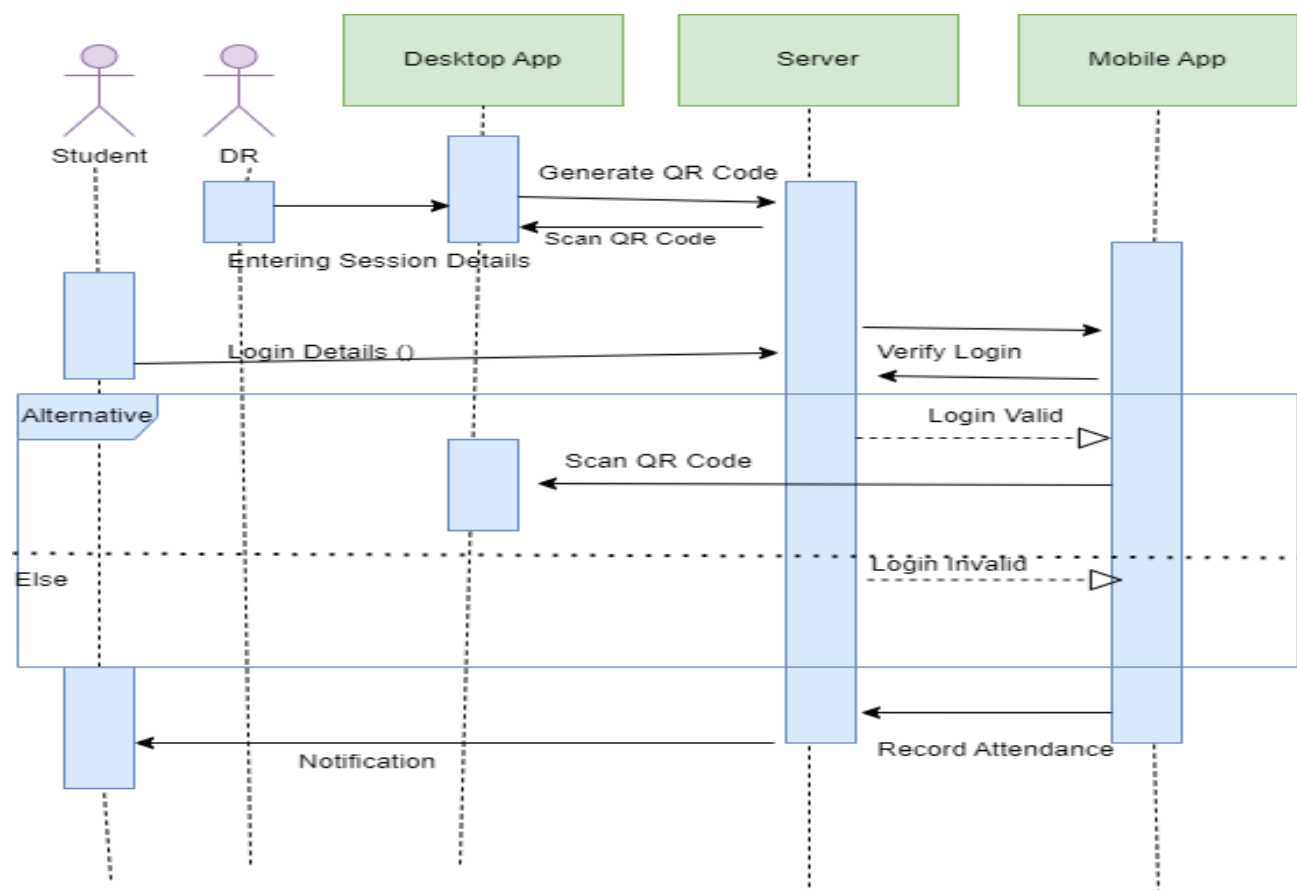 Desktop App
Server
Mobile App
Student
DR
Generate QR Code
Scan QR Code
Entering Session Details
Login Details ()
Verify Login
Alternative
Login Valid
Scan QR Code
Login Invalid
Else
Record Attendance
Notification